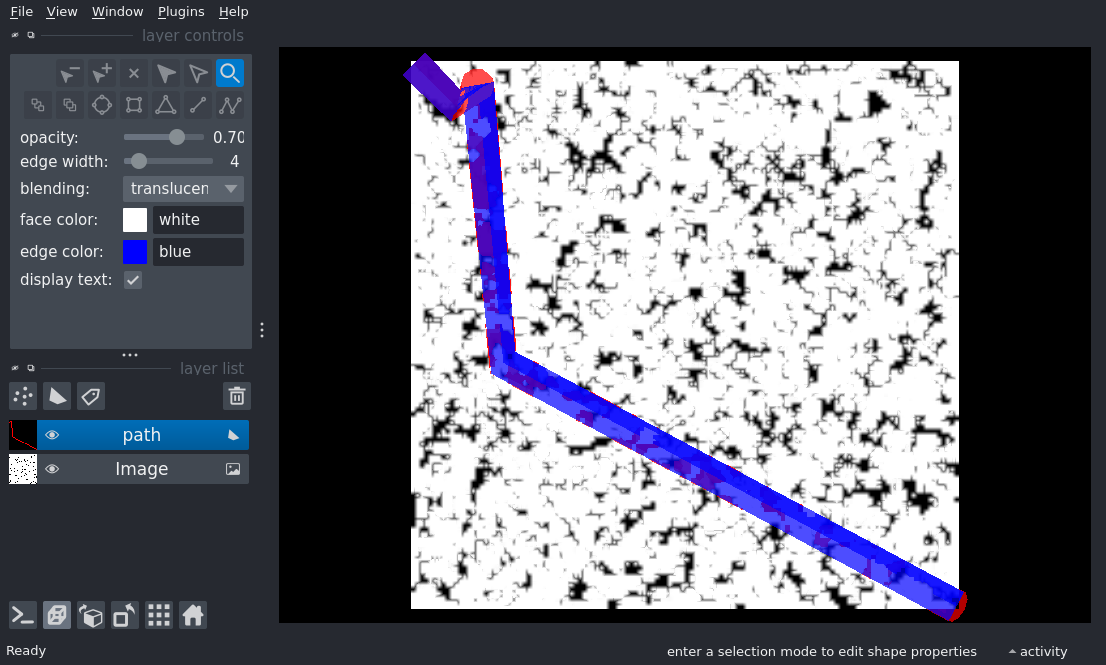 File View Window Plugins Help
layer controls
opacity: 0.70
edge width: 4
blending: translucen
face color: white
edge color: blue
display text:
layer list
path
Image
Ready
enter a selection mode to edit shape properties
activity